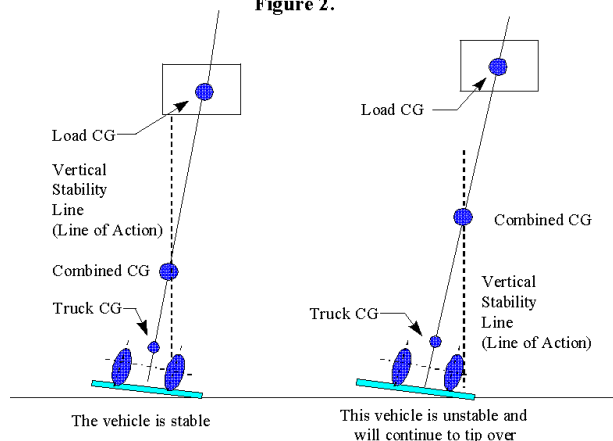 Figure 2.
Load CG
Vertical
Stability
Line
(Line of Action)
Combined CG
Truck CG
The vehicle is stable
Load CG
Combined CG
Vertical
Stability
Line
(Line of Action)
Truck CG
This vehicle is unstable and
will continue to tip over